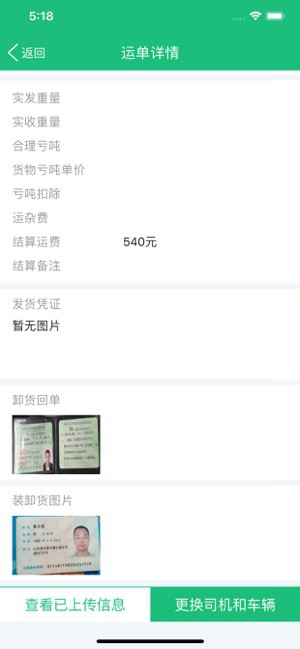 5:18
返回
运单详情
实发重量
实收重量
合理亏吨
货物亏吨单价
亏吨扣除
运杂费
结算运费 540元
结算备注
发货凭证
暂无图片
卸货回单
装卸货图片
查看已上传信息
更换司机和车辆